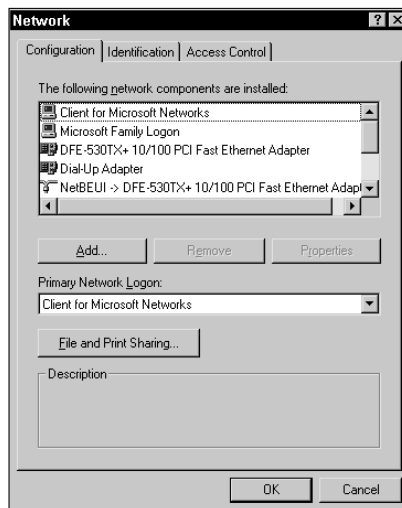 Network
Configuration Identification Access Control
The following network components are installed:
Client for Microsoft Networks
Microsoft Family Logon
DFE-530TX+ 10/100 PCI Fast Ethernet Adapter
Dial-Up Adapter
NetBEUI -> DFE-530TX+ 10/100 PCI Fast Ethernet Adapt
Add... Remove Properties
Primary Network Logon:
Client for Microsoft Networks
File and Print Sharing...
Description
OK Cancel